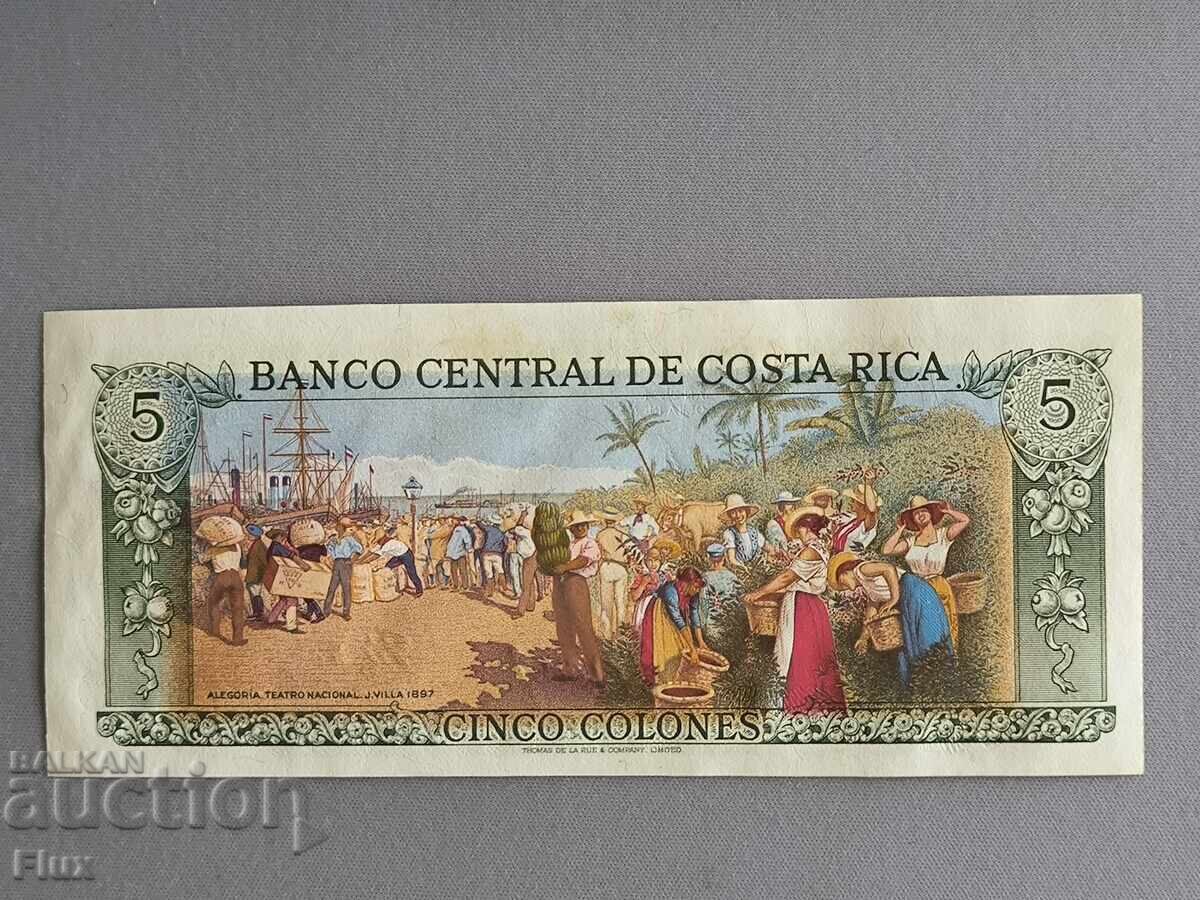 BANCO CENTRAL DE COSTA RICA
5
5
ALEGORIA TEATRO NACIONAL. J. VILLA 1897
CINCO COLONES
THOMAS DE LA RUE & COMPANY, LIMITED.
BALKAN
auction
Flux